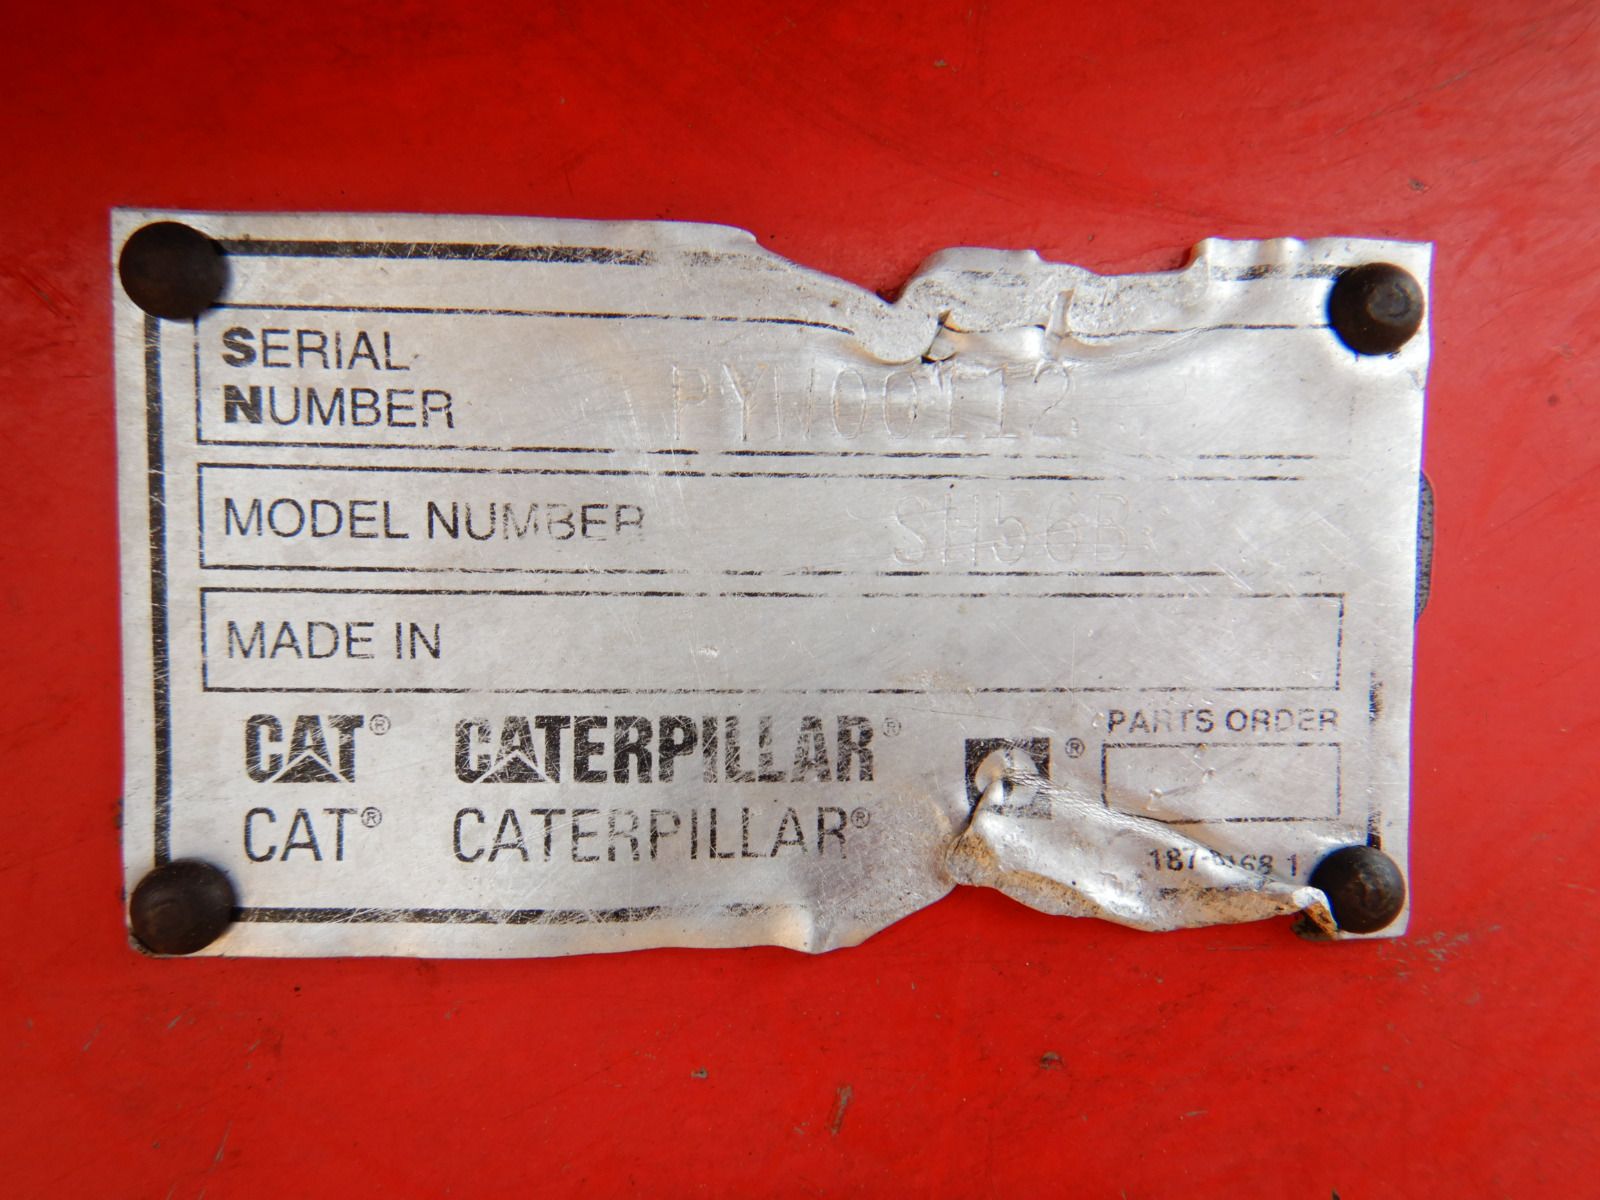 SERIAL
NUMBER PYW00112
MODEL NUMBER SH56B
MADE IN
CAT® CATERPILLAR® ®
PARTS ORDER
CAT® CATERPILLAR®